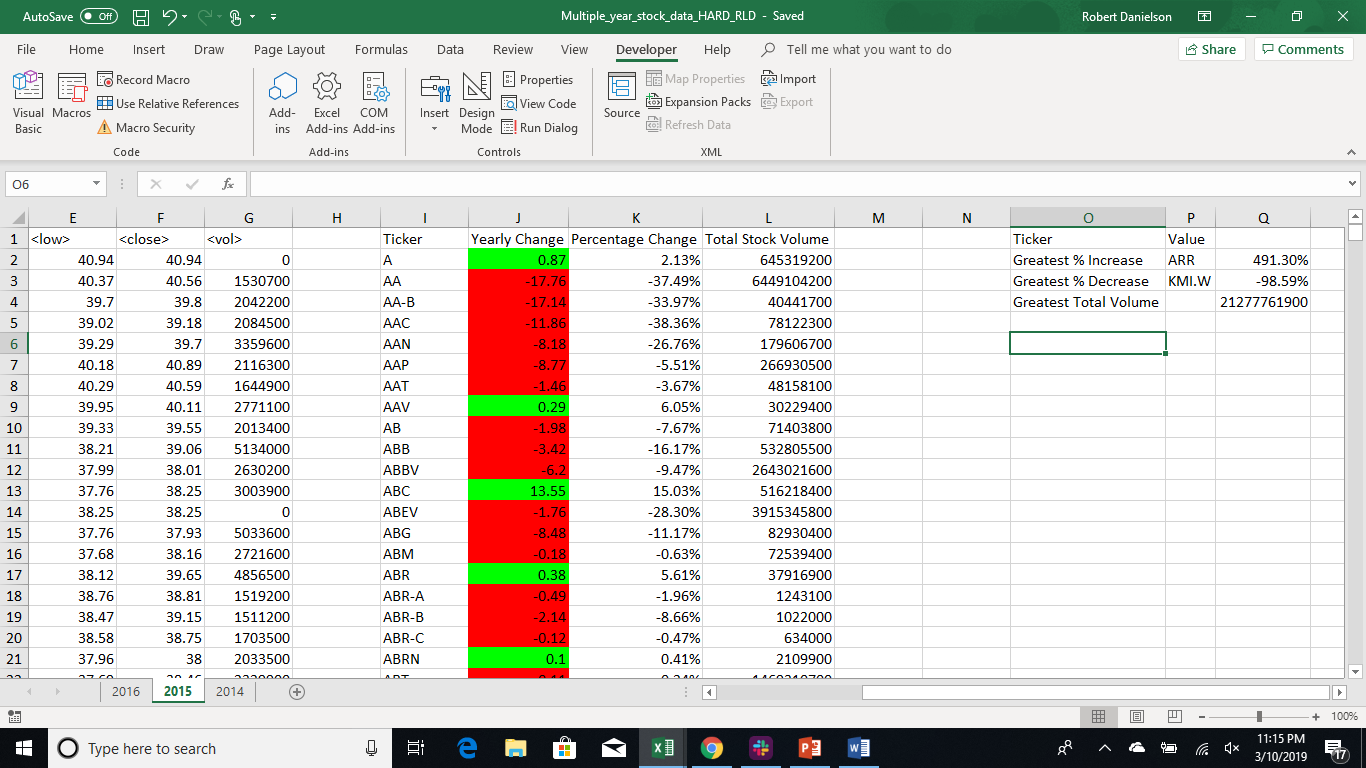 AutoSave Off Multiple_year_stock_data_HARD_RLD - Saved Robert Danielson
File Home Insert Draw Page Layout Formulas Data Review View Developer Help Tell me what you want to do Share Comments
Visual Basic
Macros
Record Macro
Use Relative References
Macro Security
Code
Add-ins
Excel Add-ins
COM Add-ins
Add-ins
Insert
Design Mode
Properties
View Code
Run Dialog
Controls
Source
Map Properties
Expansion Packs
Refresh Data
Import
Export
XML
O6 fx
E F G H I J K L M N O P Q
1 <low> <close> <vol> Ticker Yearly Change Percentage Change Total Stock Volume Ticker Value
2 40.94 40.94 0 A 0.87 2.13% 645319200 Greatest % Increase ARR 491.30%
3 40.37 40.56 1530700 AA -17.76 -37.49% 6449104200 Greatest % Decrease KMI.W -98.59%
4 39.7 39.8 2042200 AA-B -17.14 -33.97% 40441700 Greatest Total Volume 21277761900
5 39.02 39.18 2084500 AAC -11.86 -38.36% 78122300
6 39.29 39.7 3359600 AAN -8.18 -26.76% 179606700
7 40.18 40.89 2116300 AAP -8.77 -5.51% 266930500
8 40.29 40.59 1644900 AAT -1.46 -3.67% 48158100
9 39.95 40.11 2771100 AAV 0.29 6.05% 30229400
10 39.33 39.55 2013400 AB -1.98 -7.67% 71403800
11 38.21 39.06 5134000 ABB -3.42 -16.17% 532805500
12 37.99 38.01 2630200 ABBV -6.2 -9.47% 2643021600
13 37.76 38.25 3003900 ABC 13.55 15.03% 516218400
14 38.25 38.25 0 ABEV -1.76 -28.30% 3915345800
15 37.76 37.93 5033600 ABG -8.48 -11.17% 82930400
16 37.68 38.16 2721600 ABM -0.18 -0.63% 72539400
17 38.12 39.65 4856500 ABR 0.38 5.61% 37916900
18 38.76 38.81 1519200 ABR-A -0.49 -1.96% 1243100
19 38.47 39.15 1511200 ABR-B -2.14 -8.66% 1022000
20 38.58 38.75 1703500 ABR-C -0.12 -0.47% 634000
21 37.96 38 2033500 ABRN 0.1 0.41% 2109900
2016 2015 2014
100%
Type here to search 11:15 PM
3/10/2019 17